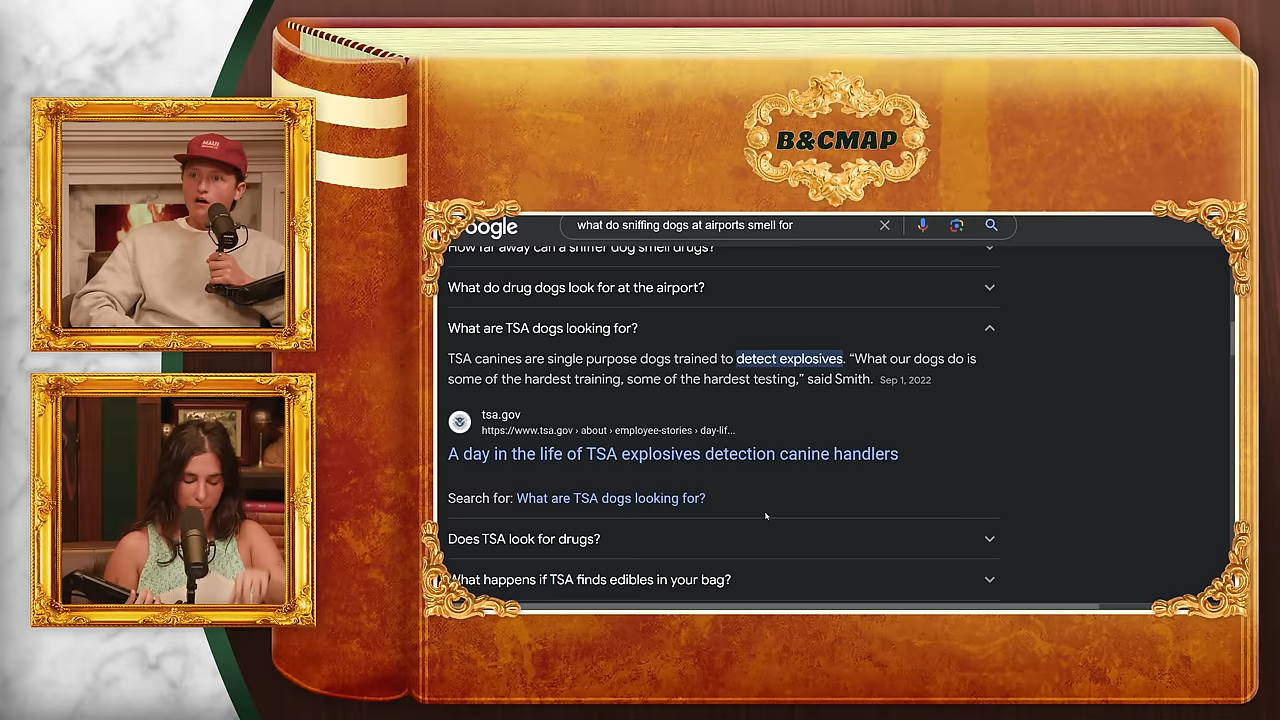 MAUI
B&CMAP
oogle
what do sniffing dogs at airports smell for
How far away can a sniffer dog smell drugs?
What do drug dogs look for at the airport?
What are TSA dogs looking for?
TSA canines are single purpose dogs trained to detect explosives. “What our dogs do is
some of the hardest training, some of the hardest testing,” said Smith. Sep 1, 2022
tsa.gov
https://www.tsa.gov › about › employee-stories › day-lif...
A day in the life of TSA explosives detection canine handlers
Search for: What are TSA dogs looking for?
Does TSA look for drugs?
What happens if TSA finds edibles in your bag?